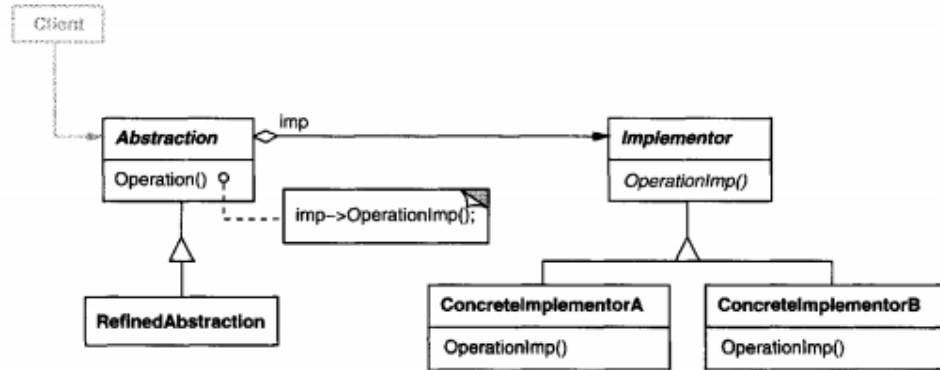 Client
imp
Abstraction
Implementor
Operation()
OperationImp()
imp->OperationImp();
RefinedAbstraction
ConcreteImplementorA
ConcreteImplementorB
OperationImp()
OperationImp()